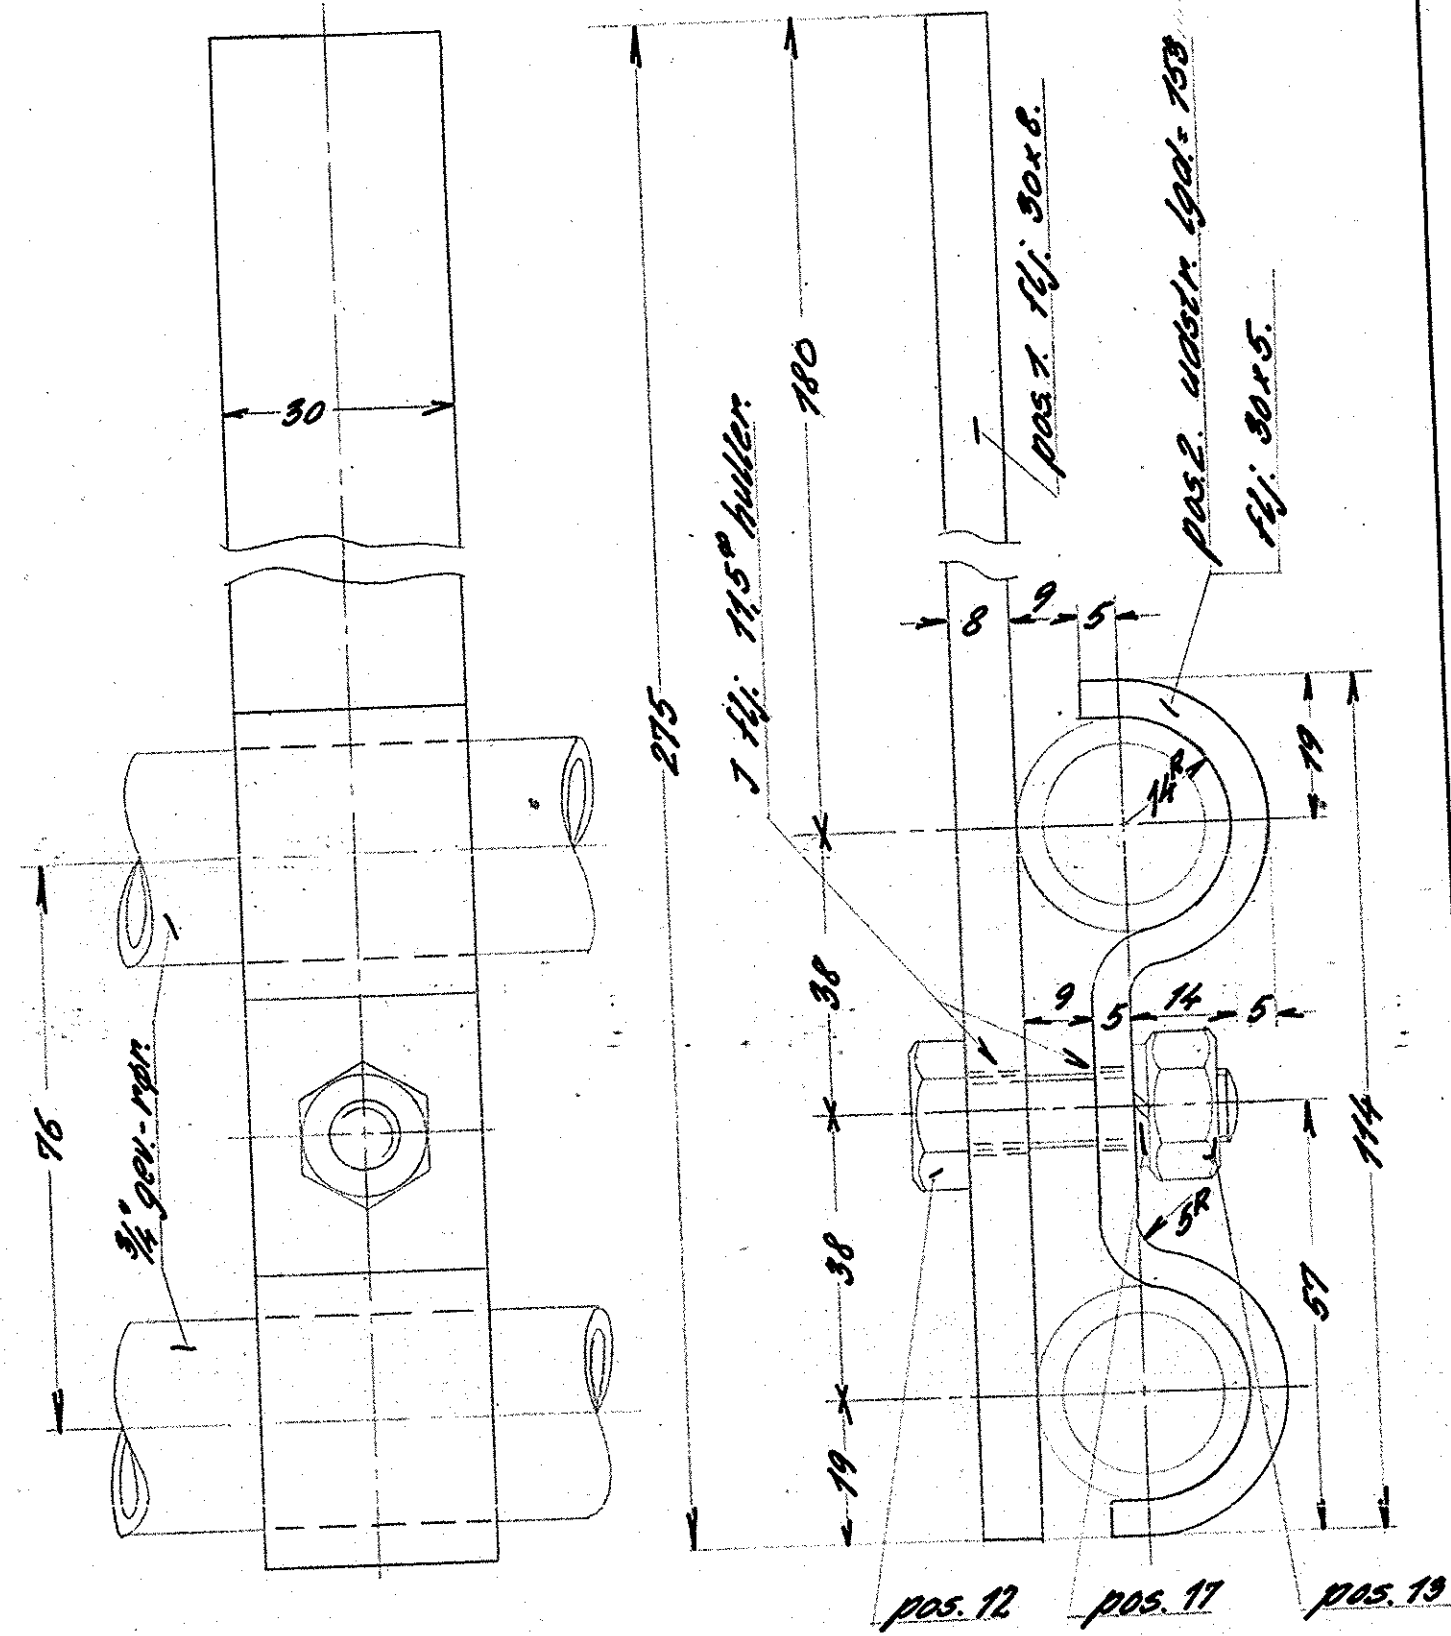 30
275
180
pos. 1. flj. 30x8.
pos. 2. udstr. lgd. = 153
flj. 30x5.
1 flj. 11,5ø huller.
8
9
5
19
14R
76
3/4" gev.-rør.
38
9
5
14
5
114
38
5R
57
19
pos. 12
pos. 17
pos. 13